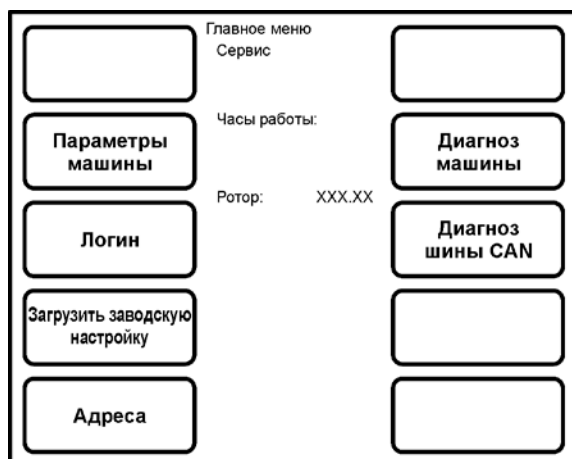 Главное меню
Сервис
Часы работы:
Параметры
машины
Диагноз
машины
Ротор: XXX.XX
Логин
Диагноз
шины CAN
Загрузить заводскую
настройку
Адреса